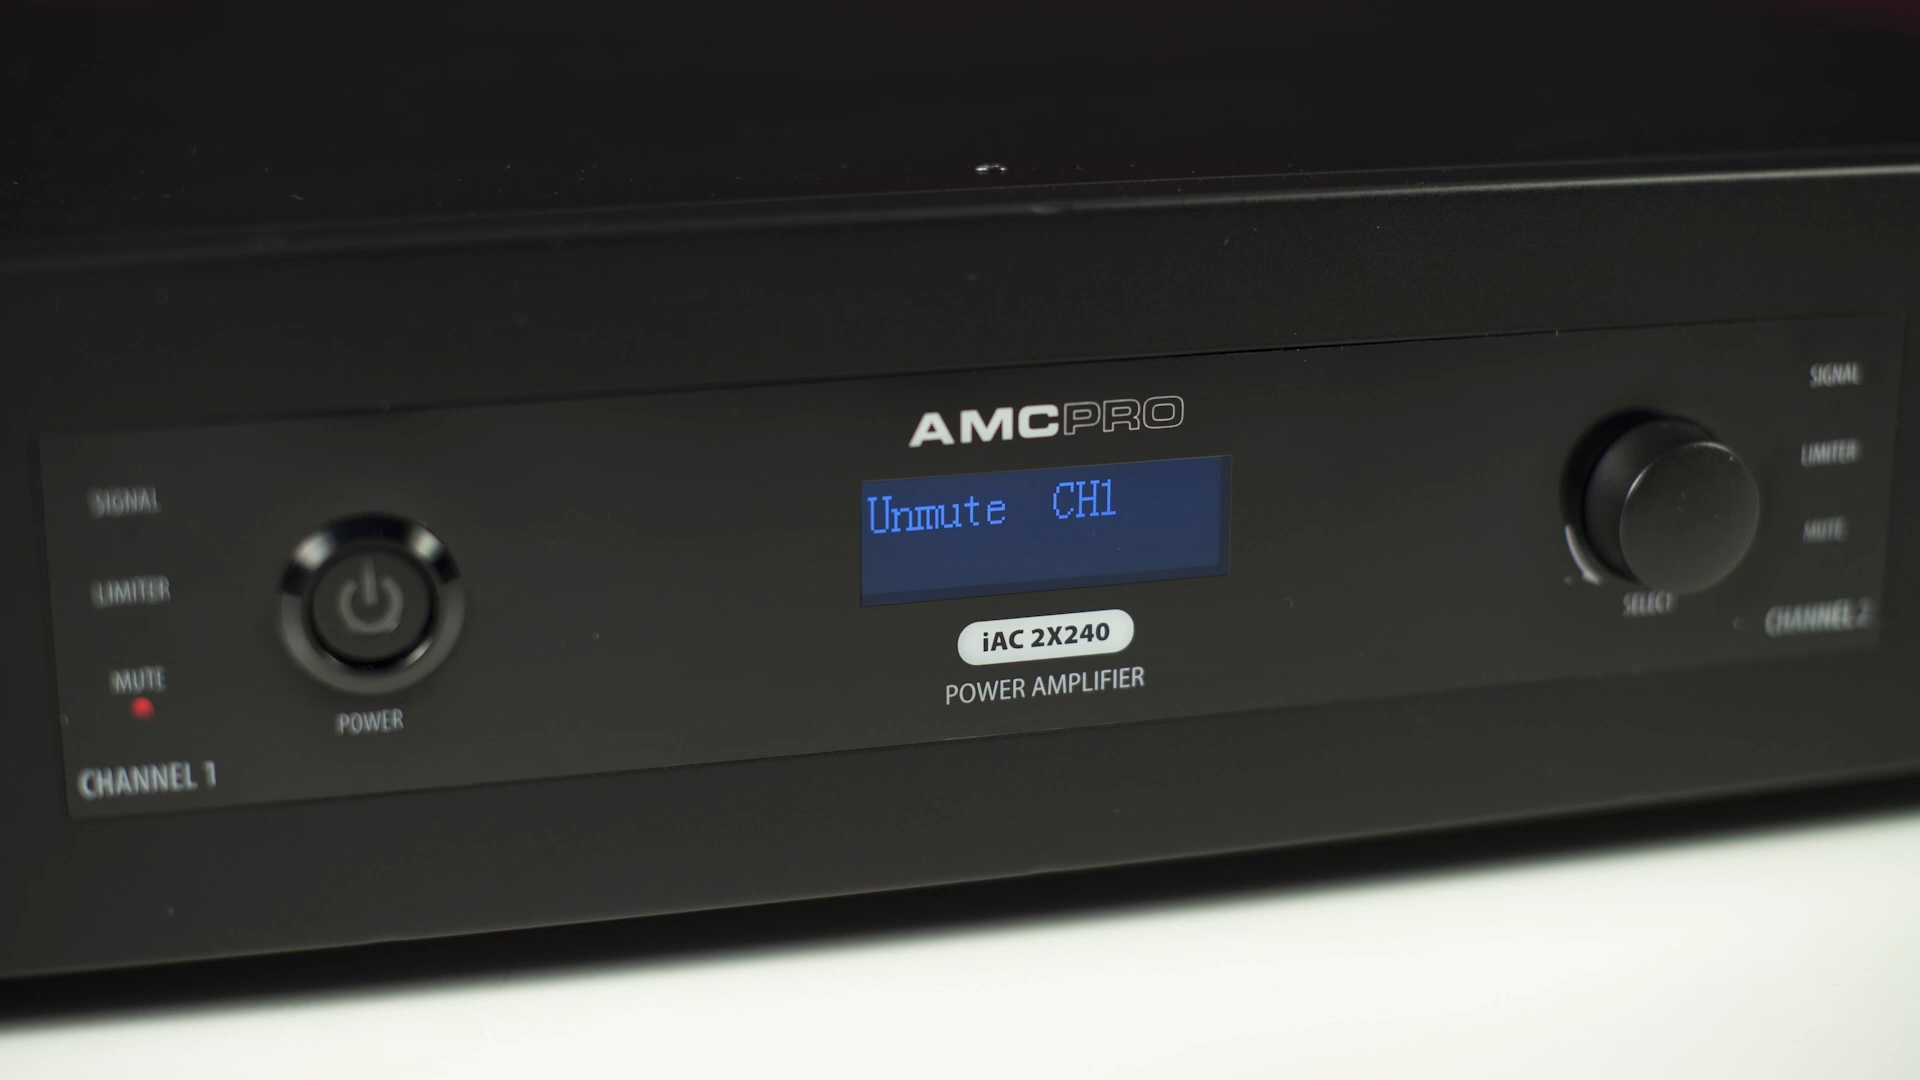 AMCPRO
Unmute CH1
iAC 2X240
POWER AMPLIFIER
SIGNAL
LIMITER
MUTE
CHANNEL 1
POWER
SELECT
SIGNAL
LIMITER
MUTE
CHANNEL 2